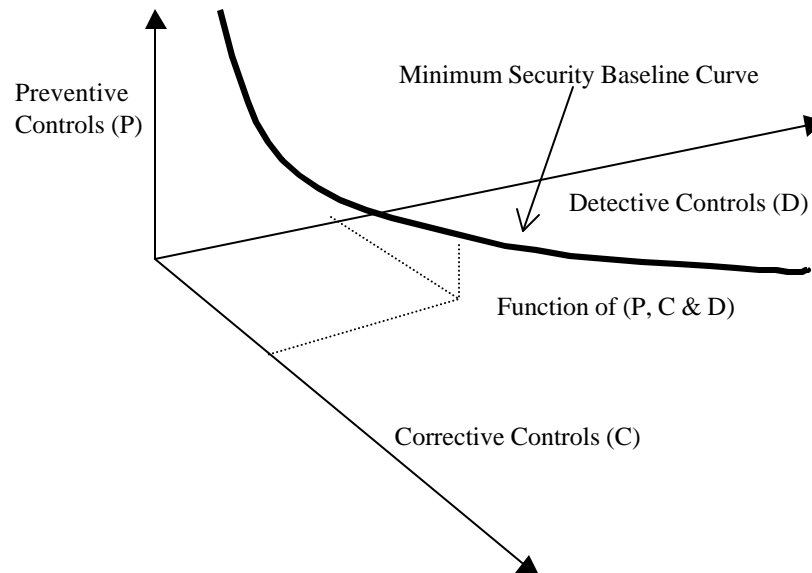 Minimum Security Baseline Curve
Preventive
Controls (P)
Detective Controls (D)
Function of (P, C & D)
Corrective Controls (C)